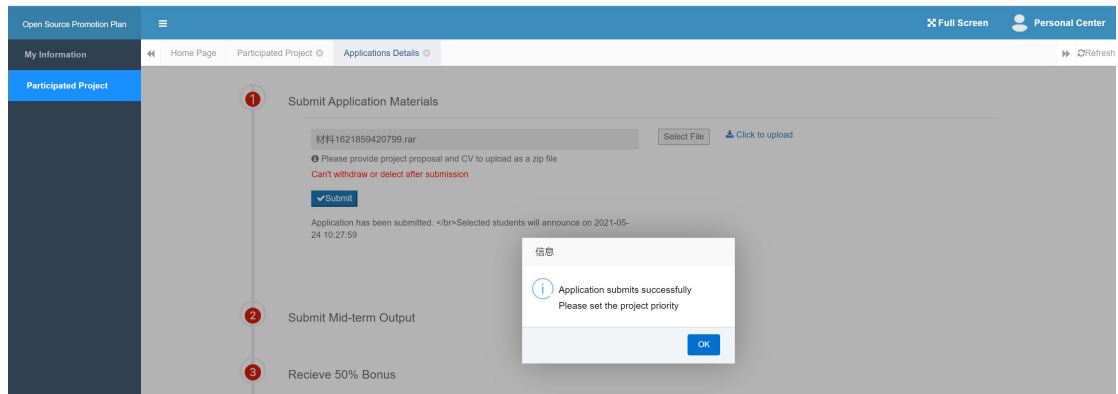 Open Source Promotion Plan
Full Screen
Personal Center
My Information
Home Page
Participated Project
Applications Details
Refresh
Participated Project
1
Submit Application Materials
材料1621859420799.rar
Select File
Click to upload
Please provide project proposal and CV to upload as a zip file
Can't withdraw or delect after submission
Submit
Application has been submitted. </br>Selected students will announce on 2021-05-
24 10:27:59
信息
Application submits successfully
Please set the project priority
OK
2
Submit Mid-term Output
3
Recieve 50% Bonus